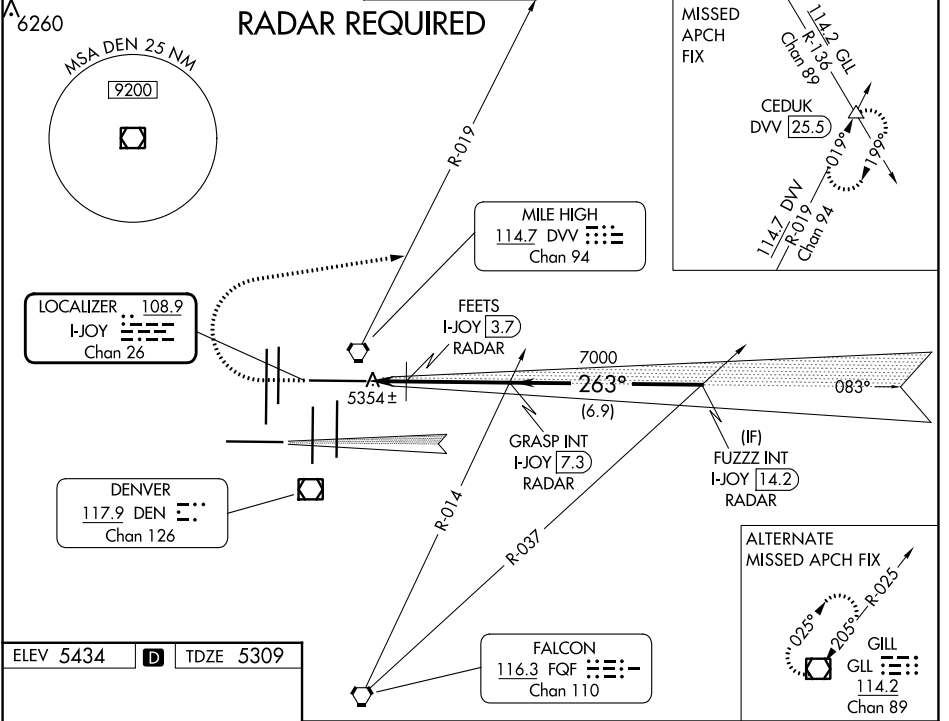 6260
RADAR REQUIRED
MSA DEN 25 NM
9200
MISSED
APCH
FIX
114.2 GLL
R-136
Chan 89
CEDUK
DVV 25.5
019°
199°
114.7 DVV
R-019
Chan 94
R-019
MILE HIGH
114.7 DVV
Chan 94
LOCALIZER 108.9
I-JOY
Chan 26
FEETS
I-JOY 3.7
RADAR
7000
263°
(6.9)
083°
5354 ±
GRASP INT
I-JOY 7.3
RADAR
(IF)
FUZZZ INT
I-JOY 14.2
RADAR
DENVER
117.9 DEN
Chan 126
R-014
R-037
ALTERNATE
MISSED APCH FIX
R-025
025°
205°
GILL
GLL
114.2
Chan 89
FALCON
116.3 FQF
Chan 110
ELEV 5434 D TDZE 5309